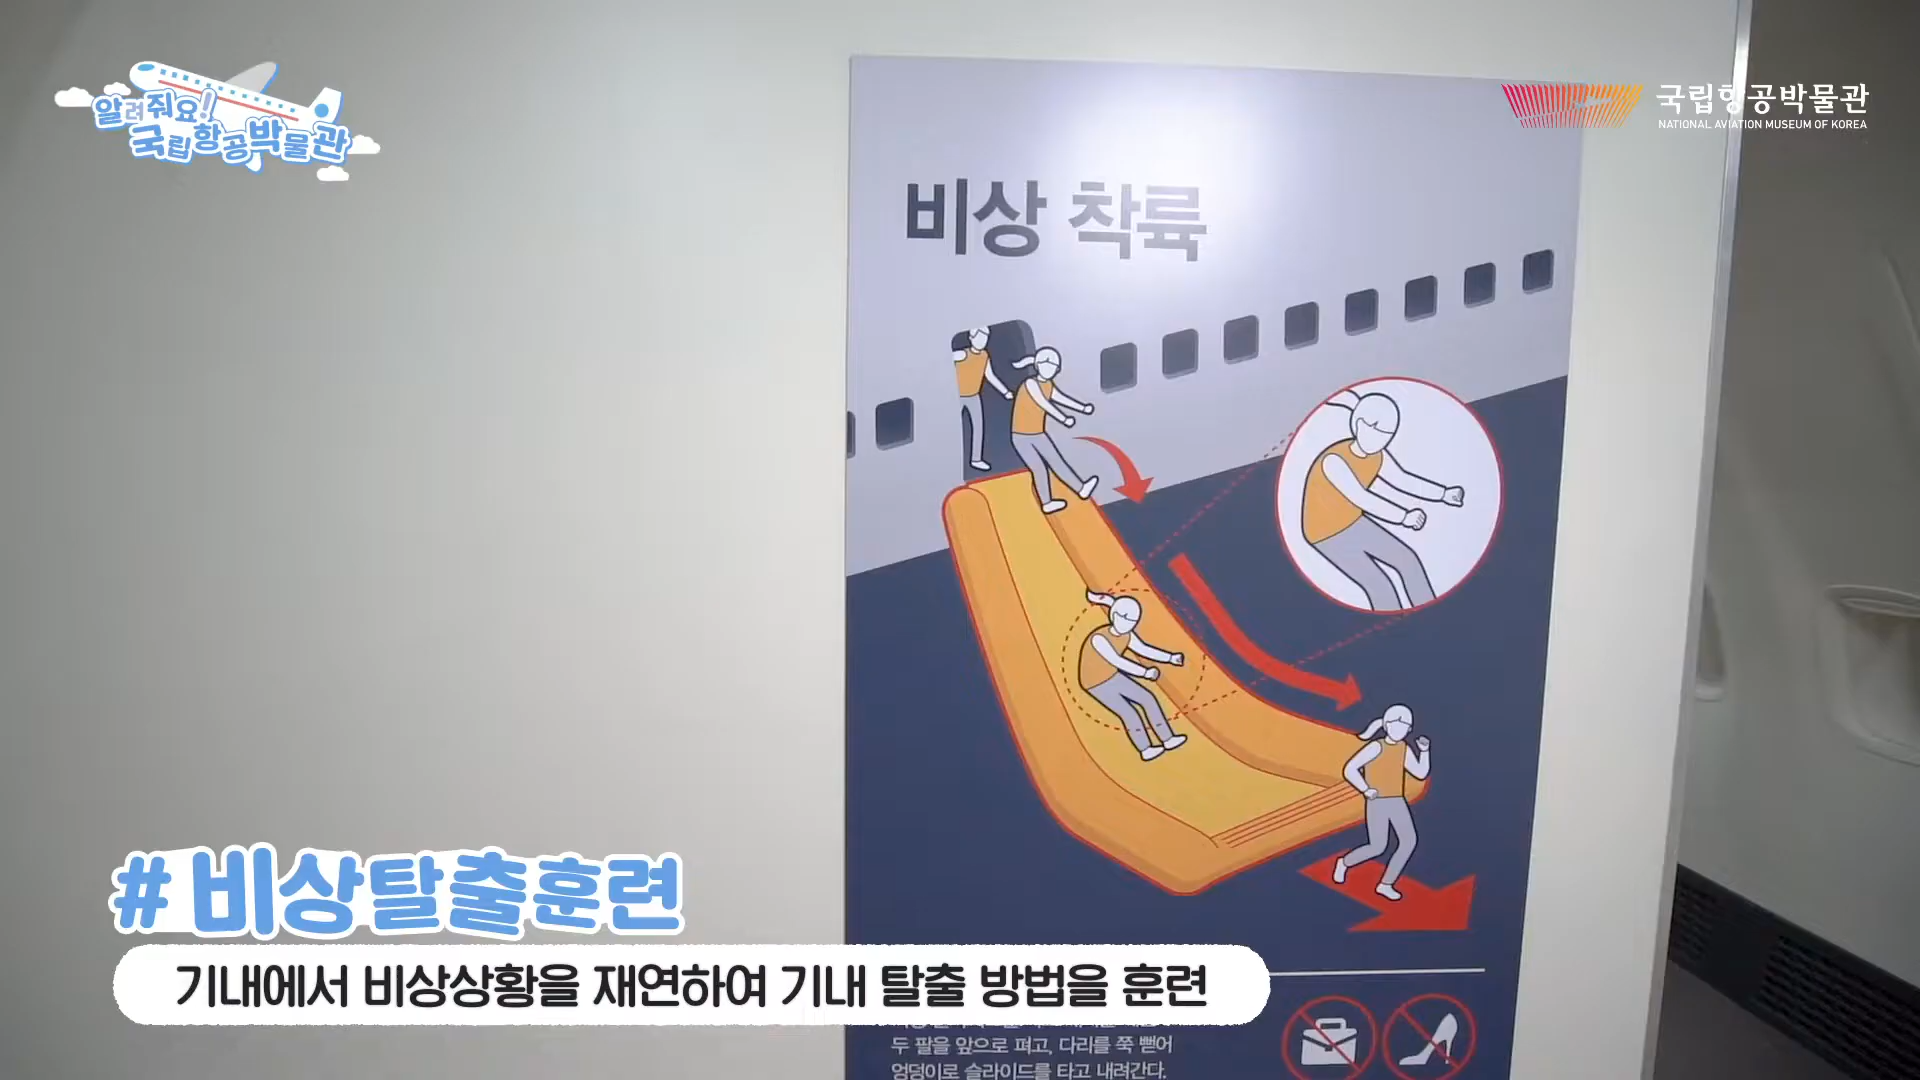 알려줘요!
국립항공박물관
국립항공박물관
NATIONAL AVIATION MUSEUM OF KOREA
비상 착륙
#비상탈출훈련
기내에서 비상상황을 재연하여 기내 탈출 방법을 훈련
두 팔을 앞으로 펴고, 다리를 쭉 뻗어
엉덩이로 슬라이드를 타고 내려간다.